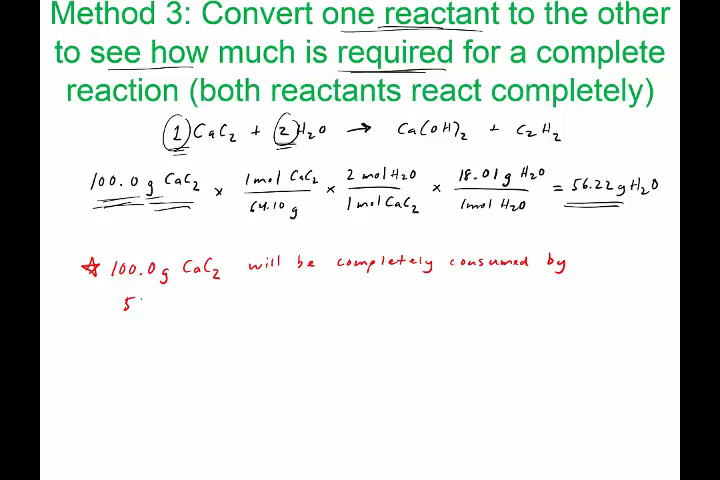 Method 3: Convert one reactant to the other
to see how much is required for a complete
reaction (both reactants react completely)
1 CaC₂ + 2 H₂O → Ca(OH)₂ + C₂H₂
100.0 g CaC₂ × 1 mol CaC₂ / 64.10 g × 2 mol H₂O / 1 mol CaC₂ × 18.01 g H₂O / 1 mol H₂O = 56.22 g H₂O
☆ 100.0 g CaC₂ will be completely consumed by
5